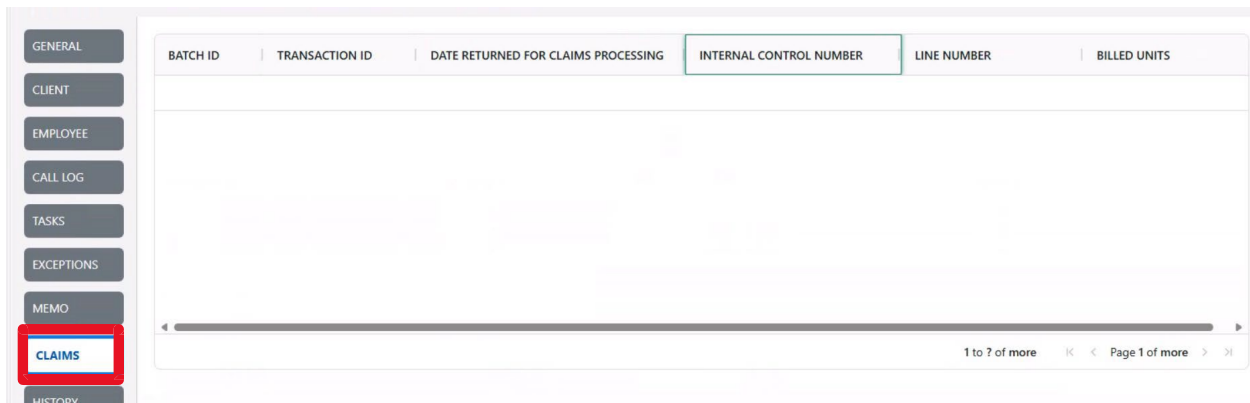 GENERAL
CLIENT
EMPLOYEE
CALL LOG
TASKS
EXCEPTIONS
MEMO
CLAIMS
HISTORY
BATCH ID TRANSACTION ID DATE RETURNED FOR CLAIMS PROCESSING INTERNAL CONTROL NUMBER LINE NUMBER BILLED UNITS
1 to ? of more Page 1 of more